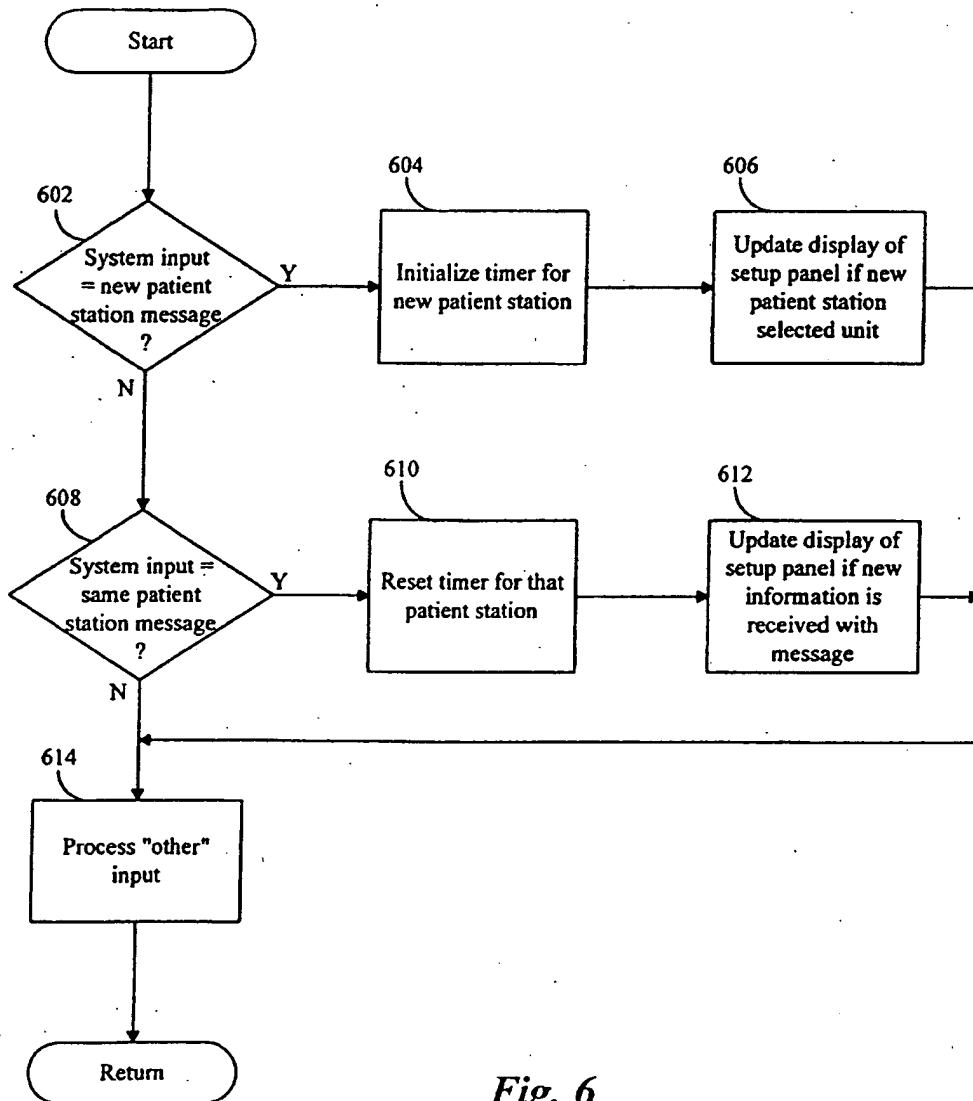 Start
602
System input
= new patient
station message
?
Y
N
604
Initialize timer for
new patient station
606
Update display of
setup panel if new
patient station
selected unit
608
System input =
same patient
station message
?
Y
N
610
Reset timer for that
patient station
612
Update display of
setup panel if new
information is
received with
message
614
Process "other"
input
Return
Fig. 6